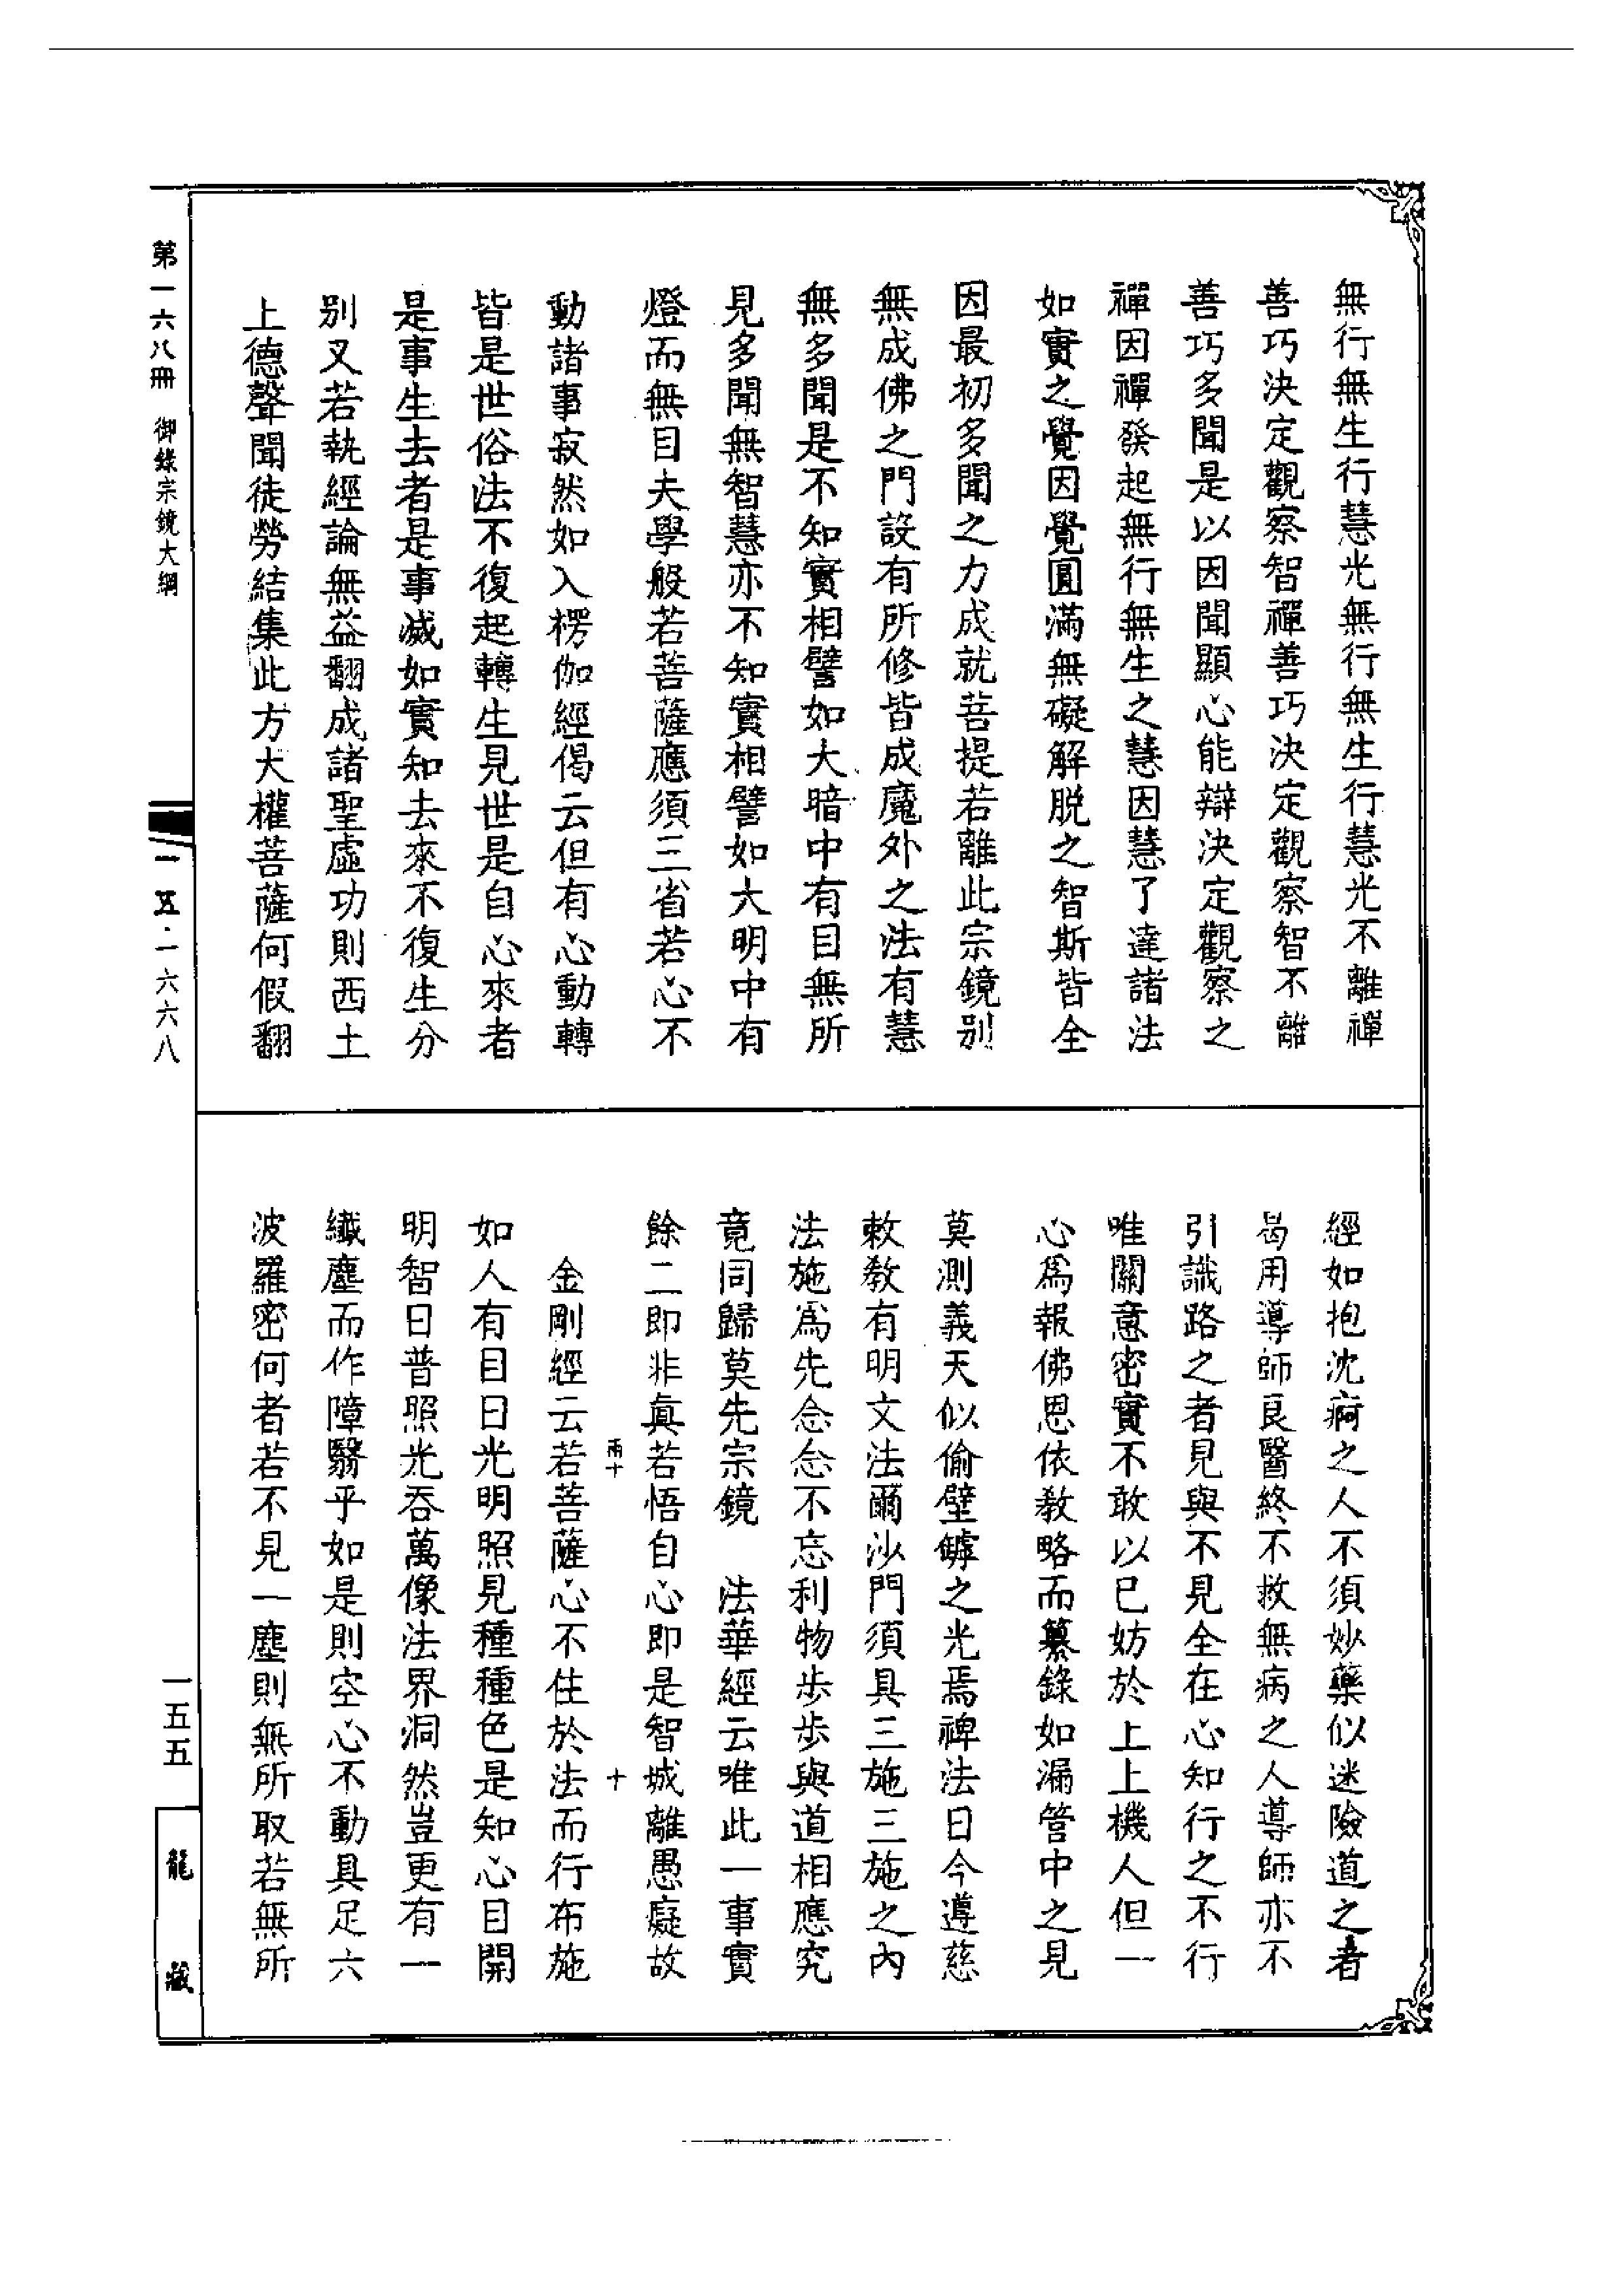 無行無生行慧光無行無生行慧光不離禪
善巧決定觀察智禪善巧決定觀察智不離
善巧多聞是以因聞顯心能辯決定觀察之
禪因禪發起無行無生之慧因慧了達諸法
如實之覺因覺圓滿無礙解脫之智斯皆全
因最初多聞之力成就菩提若離此宗鏡別
無成佛之門設有所修皆成魔外之法有慧
無多聞是不知實相譬如大暗中有目無所
見多聞無智慧亦不知實相譬如大明中有
燈而無目夫學般若菩薩應須三省若心不
動諸事寂然如入楞伽經偈云但有心動轉
皆是世俗法不復起轉生見世是自心來者
是事生去者是事滅如實知去來不復生分
別又若執經論無益翻成諸聖虛功則西土
上德聲聞徒勞結集此方大權菩薩何假翻
經如抱沈痾之人不須妙藥似迷險道之者
曷用導師良醫終不救無病之人導師亦不
引識路之者見與不見全在心知行之不行
唯關意密實不敢以己妨於上上機人但一
心為報佛恩依教略而纂錄如漏管中之見
莫測義天似偷壁罅之光焉裨法日今遵慈
敕教有明文法爾沙門須具三施三施之內
法施為先念念不忘利物步步與道相應究
竟同歸莫先宗鏡　法華經云唯此一事實
餘二即非真若悟自心即是智城離愚癡故
兩十
十
金剛經云若菩薩心不住於法而行布施
如人有目日光明照見種種色是知心目開
明智日普照光吞萬像法界洞然豈更有一
纖塵而作障翳乎如是則空心不動具足六
波羅密何者若不見一塵則無所取若無所
第一六八冊　御錄宗鏡大綱
一五·一六六八
一五五
龍藏